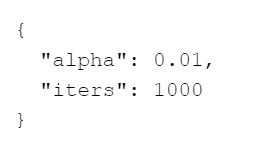 {
  "alpha": 0.01,
  "iters": 1000
}